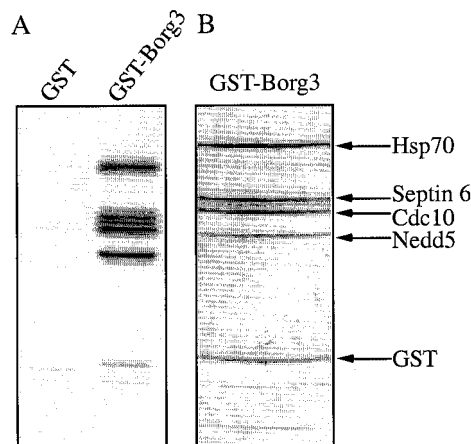 A
B
GST
GST-Borg3
GST-Borg3
Hsp70
Septin 6
Cdc10
Nedd5
GST